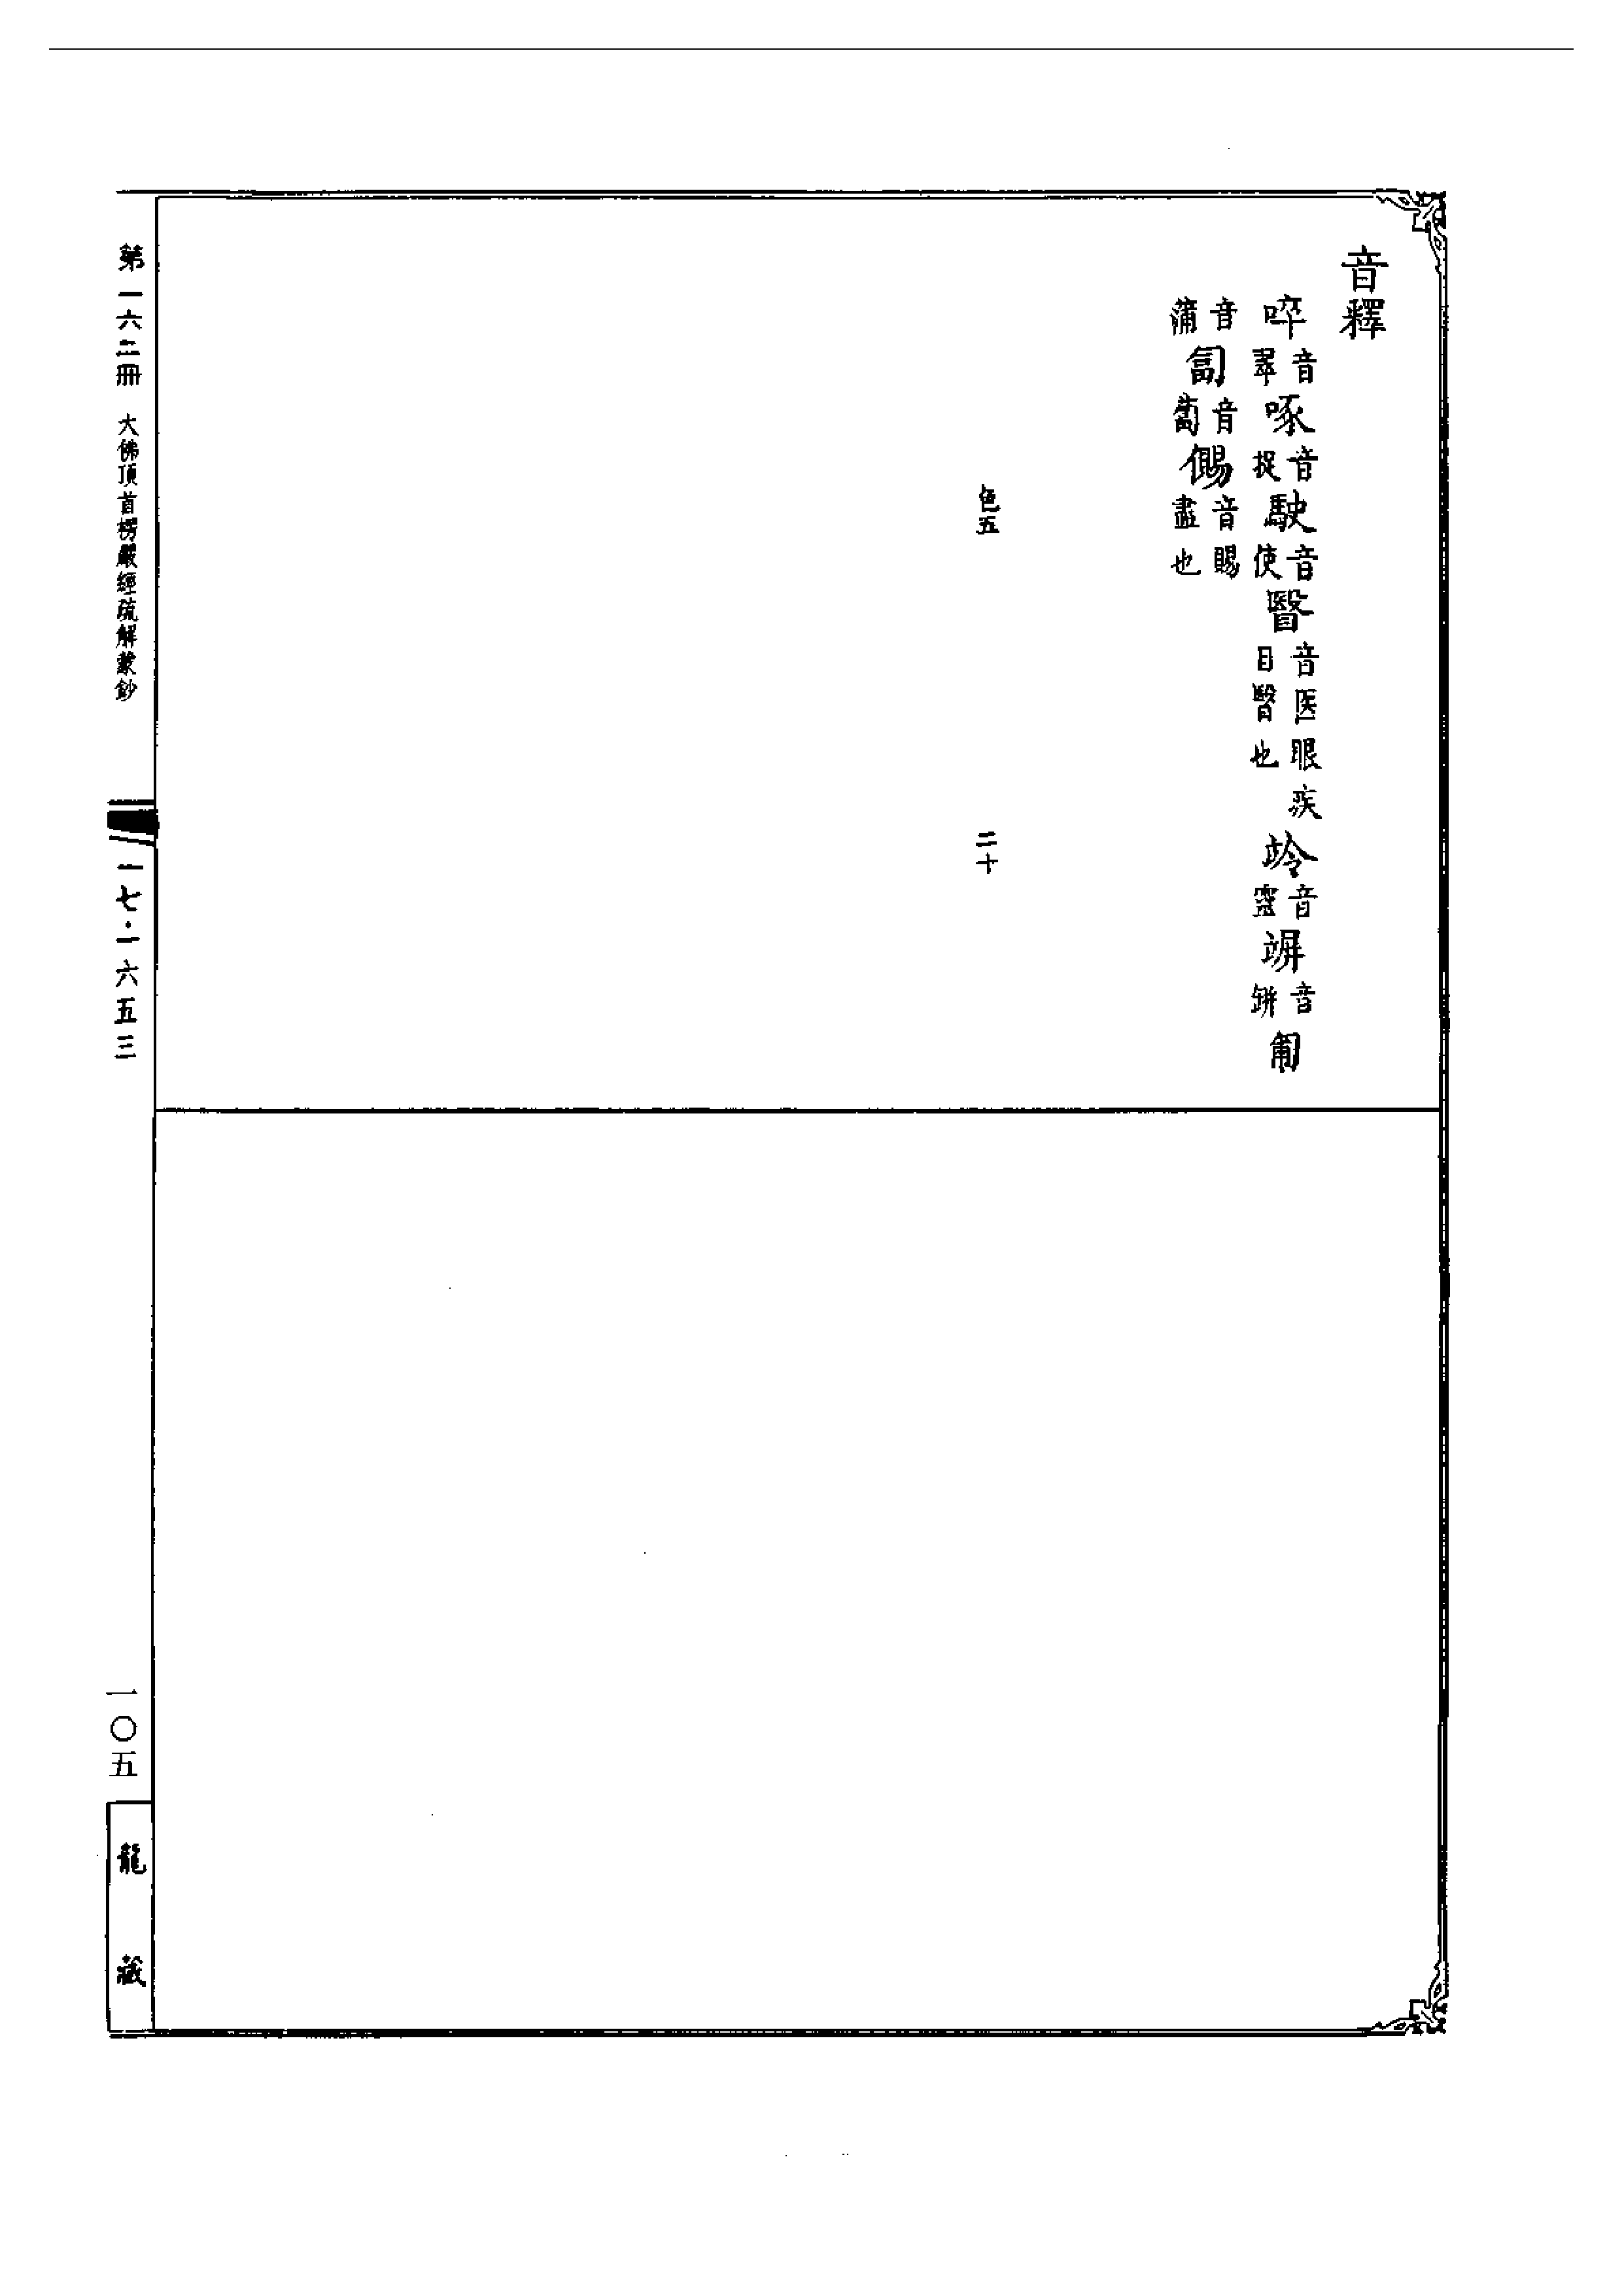 音釋
啐音翠啄音捉駛音使瞖音医眼疾目瞖也竛音靈竮音缾匍
音蒲匐音蔔儩音賜盡也
色五 二十
第一六三冊 大佛頂首楞嚴經疏解蒙鈔 一七·一六五三 一〇五 龍藏